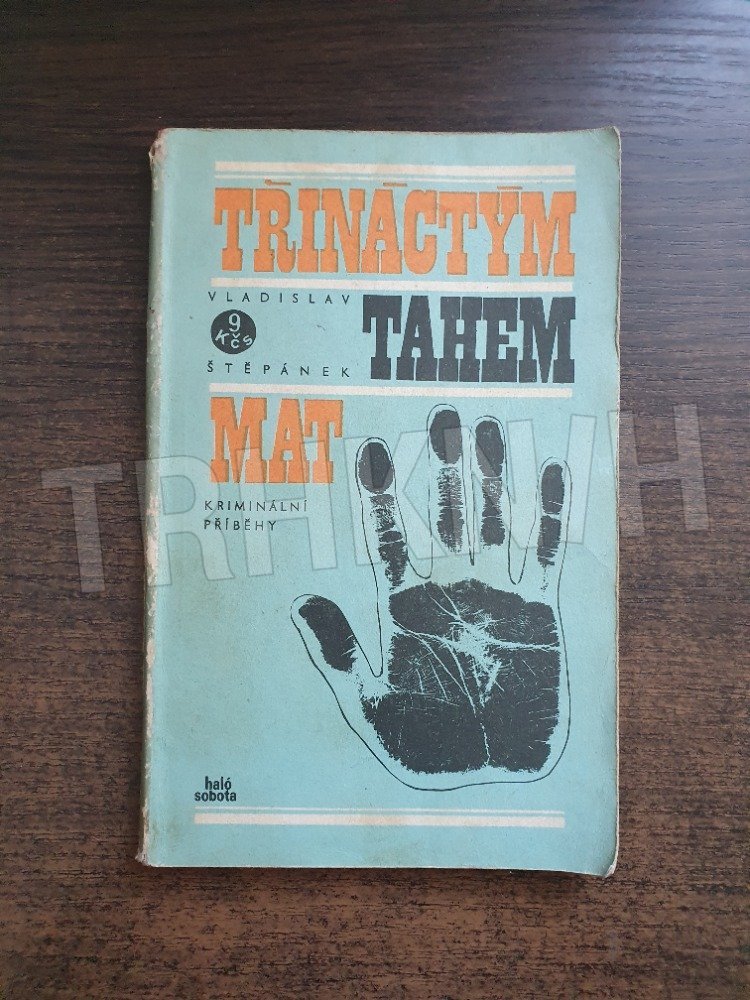 TŘINÁCTÝM
VLADISLAV
TAHEM
9
Kčs
ŠTĚPÁNEK
MAT
KRIMINÁLNÍ
PŘÍBĚHY
haló
sobota
TRHKNIH